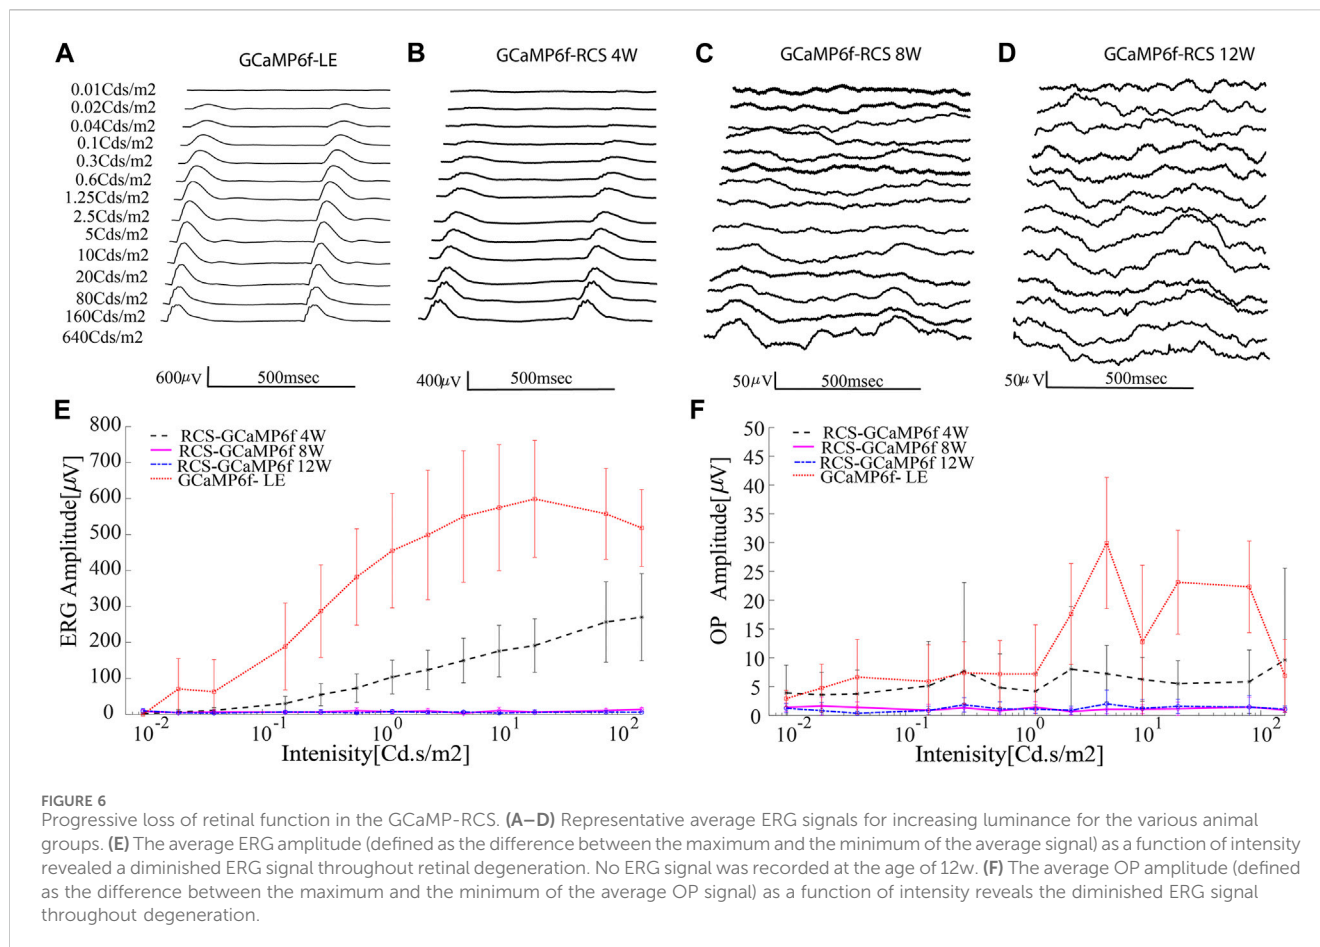 A
GCaMP6f-LE
B
GCaMP6f-RCS 4W
C
GCaMP6f-RCS 8W
D
GCaMP6f-RCS 12W
0.01Cds/m2
0.02Cds/m2
0.04Cds/m2
0.1Cds/m2
0.3Cds/m2
0.6Cds/m2
1.25Cds/m2
2.5Cds/m2
5Cds/m2
10Cds/m2
20Cds/m2
80Cds/m2
160Cds/m2
640Cds/m2
600μV
500msec
400μV
500msec
50μV
500msec
50μV
500msec
E
800
700
600
500
400
300
200
100
0
ERG Amplitude[μV]
RCS-GCaMP6f 4W
RCS-GCaMP6f 8W
RCS-GCaMP6f 12W
GCaMP6f- LE
10-2
10-1
100
101
102
Intenisity[Cd.s/m2]
F
50
45
40
35
30
25
20
15
10
5
0
OP Amplitude[μV]
RCS-GCaMP6f 4W
RCS-GCaMP6f 8W
RCS-GCaMP6f 12W
GCaMP6f- LE
10-2
10-1
100
101
102
Intenisity[Cd.s/m2]
FIGURE 6
Progressive loss of retinal function in the GCaMP-RCS. (A–D) Representative average ERG signals for increasing luminance for the various animal
groups. (E) The average ERG amplitude (defined as the difference between the maximum and the minimum of the average signal) as a function of intensity
revealed a diminished ERG signal throughout retinal degeneration. No ERG signal was recorded at the age of 12w. (F) The average OP amplitude (defined
as the difference between the maximum and the minimum of the average OP signal) as a function of intensity reveals the diminished ERG signal
throughout degeneration.